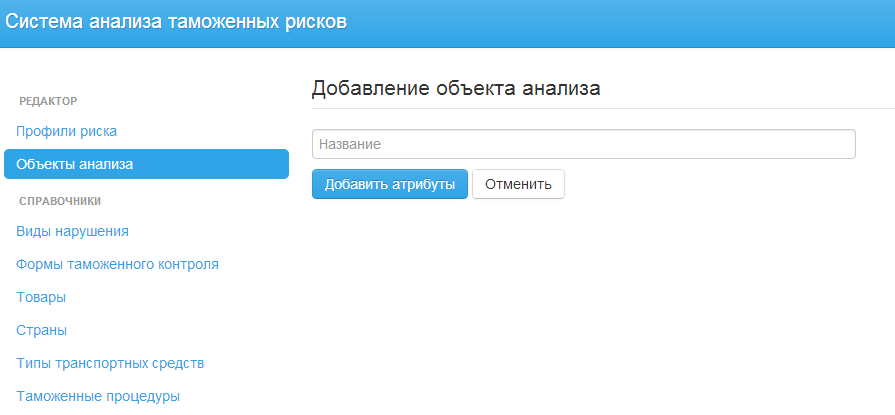 Система анализа таможенных рисков
РЕДАКТОР
Профили риска
Объекты анализа
СПРАВОЧНИКИ
Виды нарушения
Формы таможенного контроля
Товары
Страны
Типы транспортных средств
Таможенные процедуры
Добавление объекта анализа
Название
Добавить атрибуты Отменить